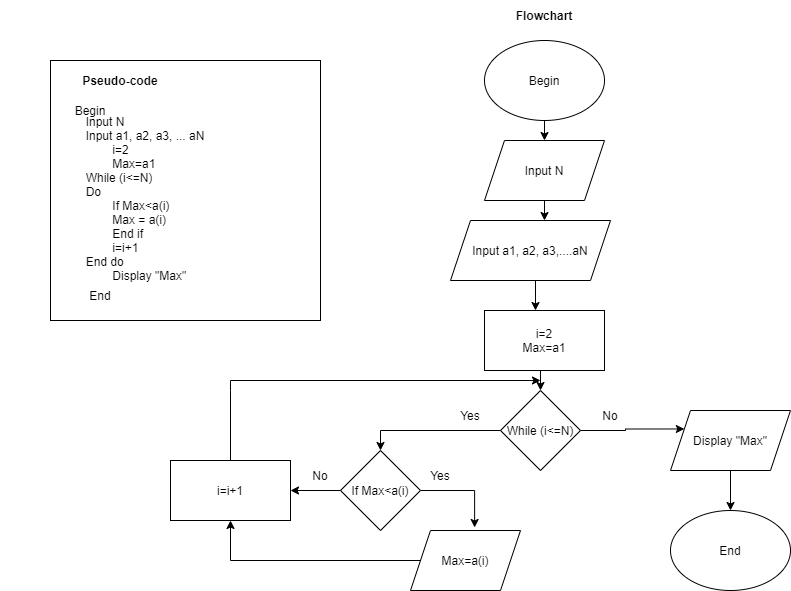 Flowchart
Pseudo-code
Begin
Input N
Input a1, a2, a3, ... aN
i=2
Max=a1
While (i<=N)
Do
If Max<a(i)
Max = a(i)
End if
i=i+1
End do
Display "Max"
End
Begin
Input N
Input a1, a2, a3,....aN
i=2
Max=a1
While (i<=N)
Yes
No
If Max<a(i)
No
Yes
i=i+1
Max=a(i)
Display "Max"
End